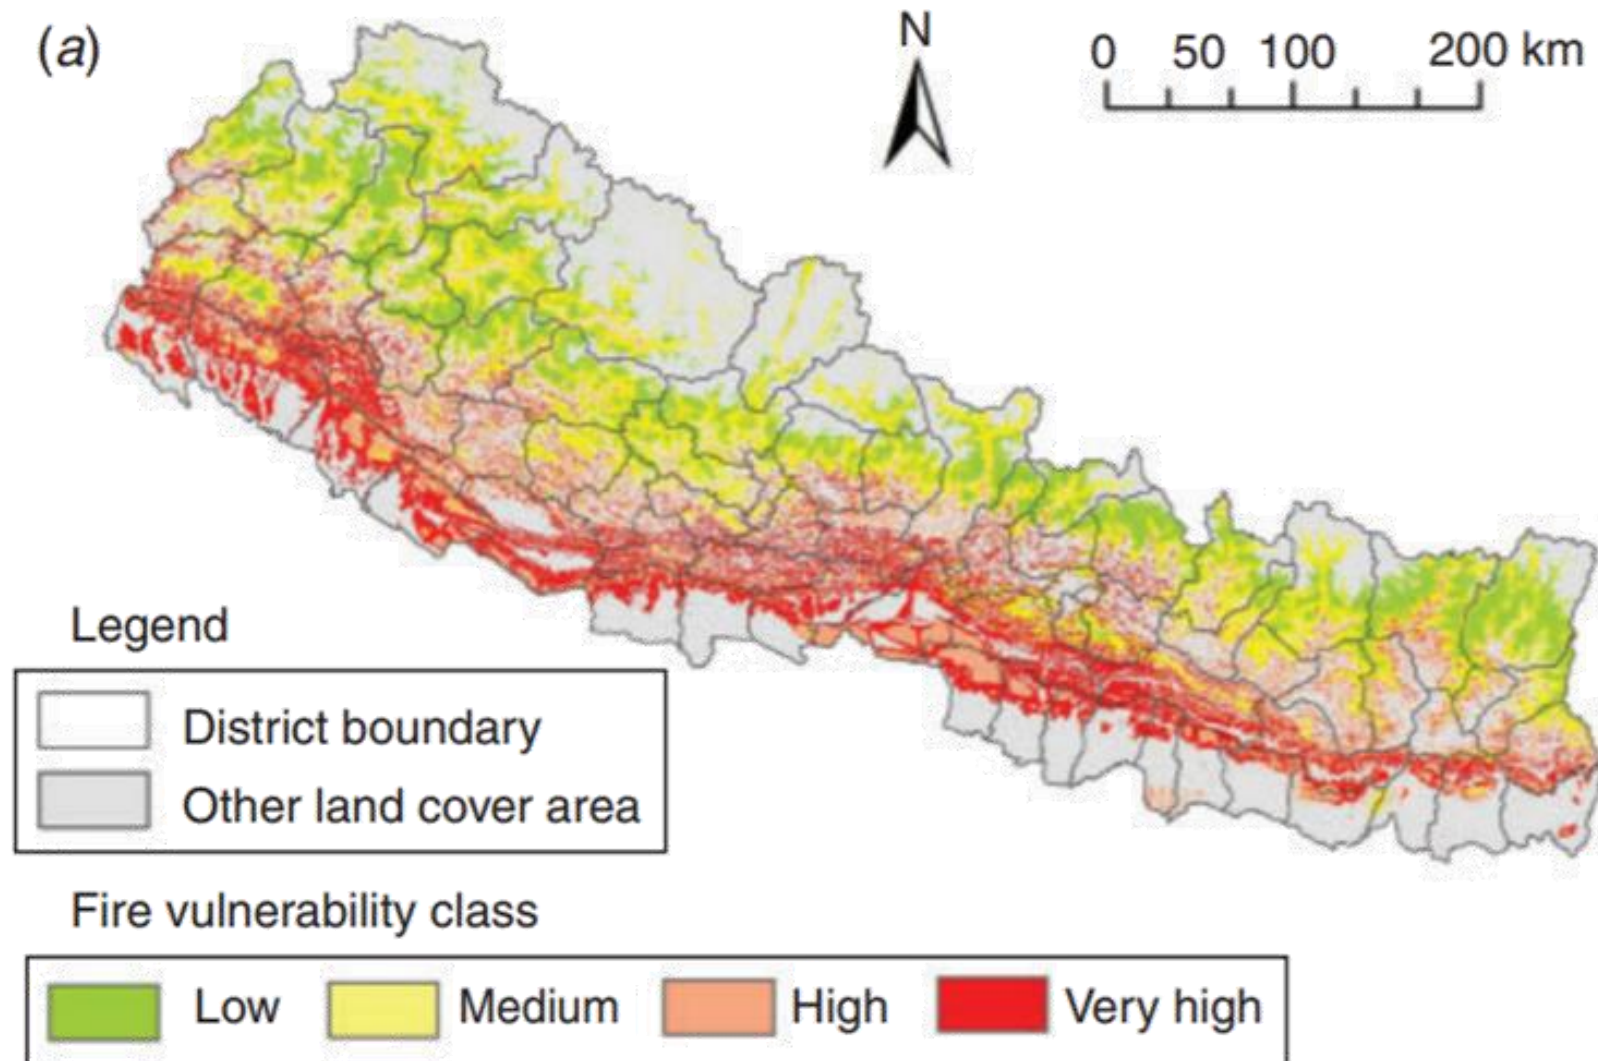 (a)
N
0 50 100 200 km
Legend
District boundary
Other land cover area
Fire vulnerability class
Low Medium High Very high